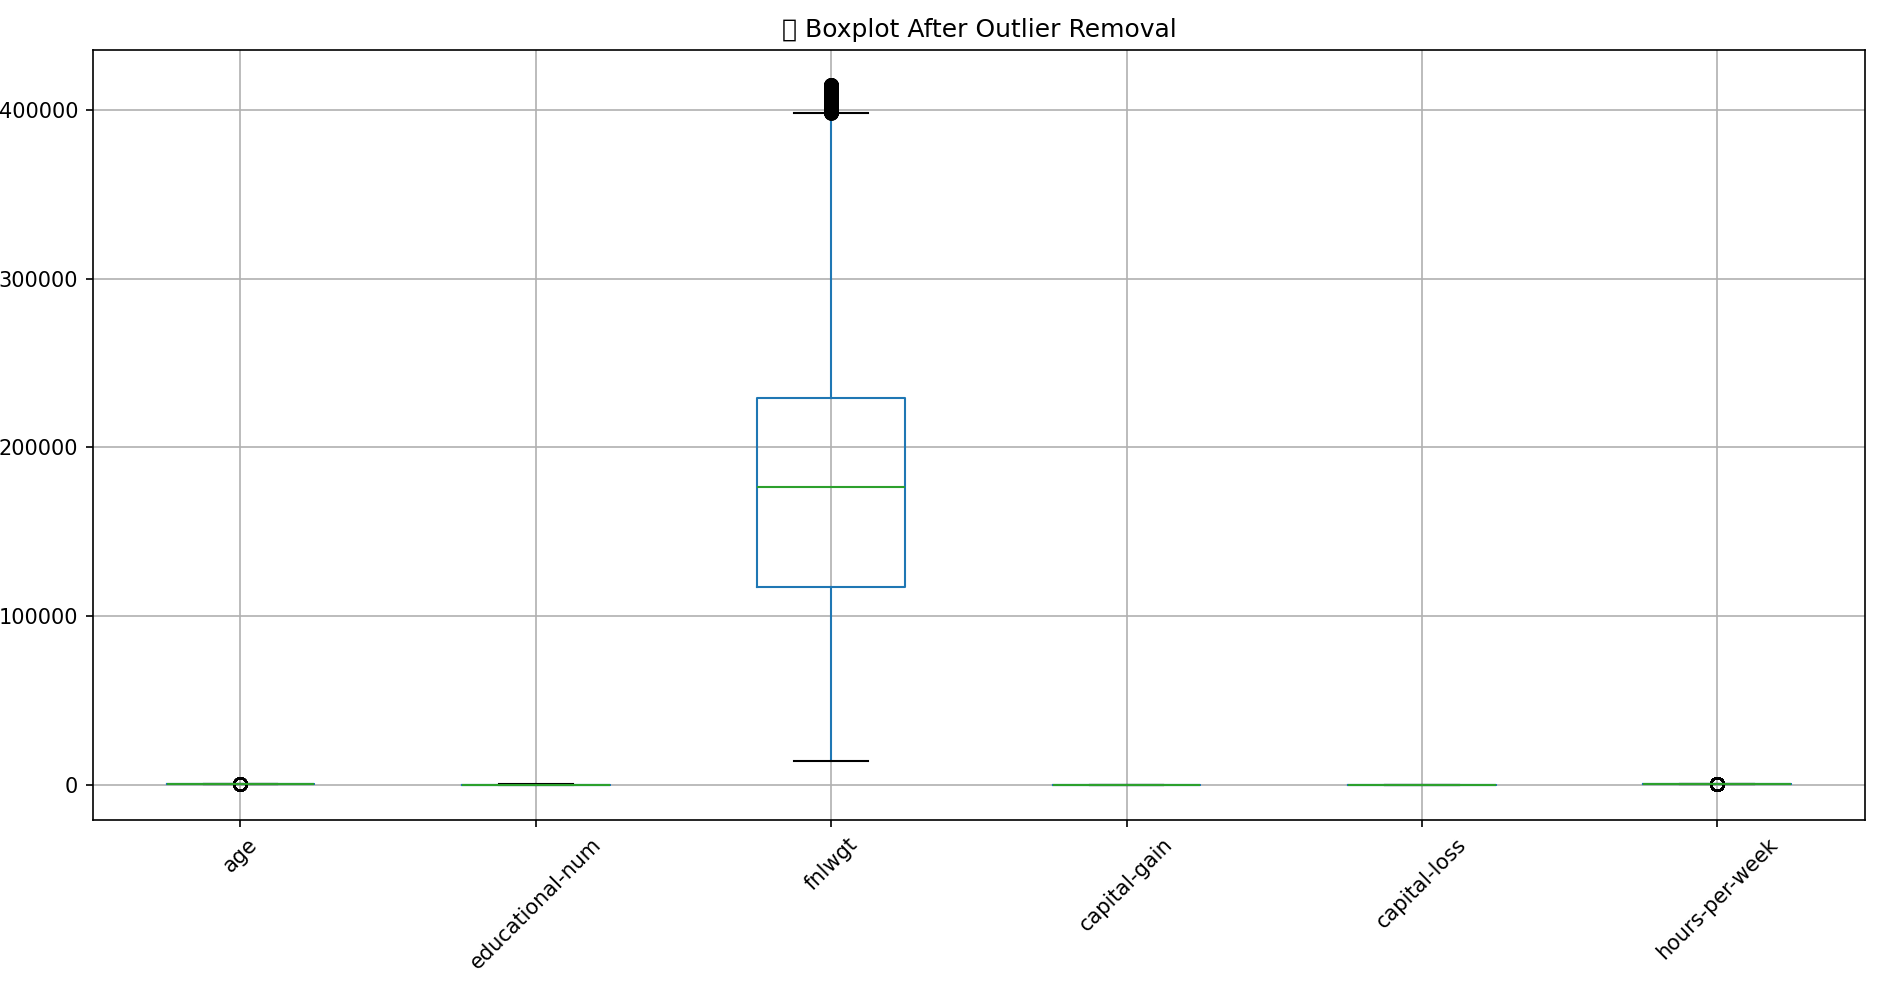 ▯ Boxplot After Outlier Removal
400000
300000
200000
100000
0
age
educational-num
fnlwgt
capital-gain
capital-loss
hours-per-week